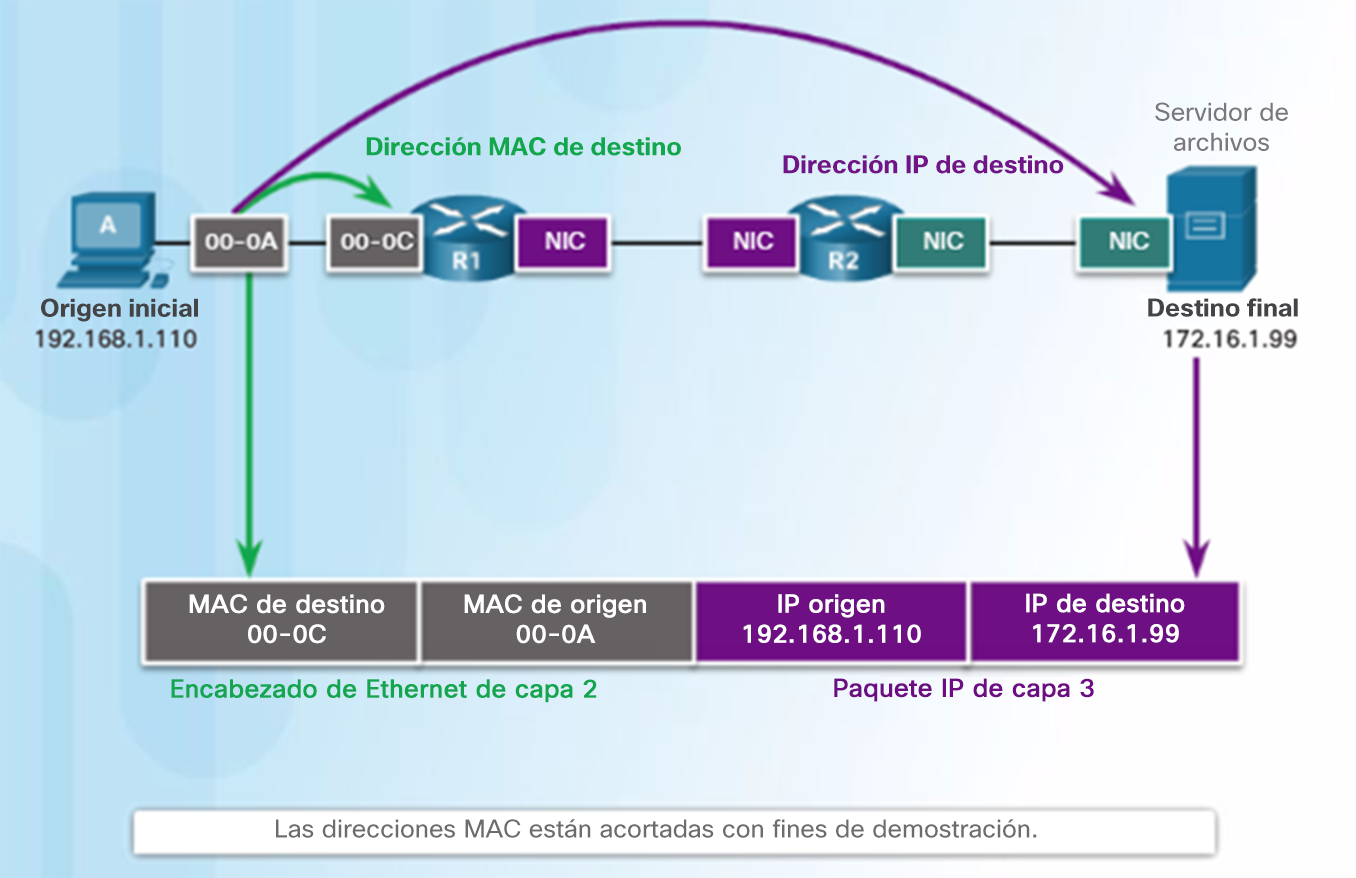 Servidor de
archivos
Dirección MAC de destino
Dirección IP de destino
A
00-0A
00-0C
R1
NIC
NIC
R2
NIC
NIC
Origen inicial
192.168.1.110
Destino final
172.16.1.99
MAC de destino
00-0C
MAC de origen
00-0A
IP origen
192.168.1.110
IP de destino
172.16.1.99
Encabezado de Ethernet de capa 2
Paquete IP de capa 3
Las direcciones MAC están acortadas con fines de demostración.